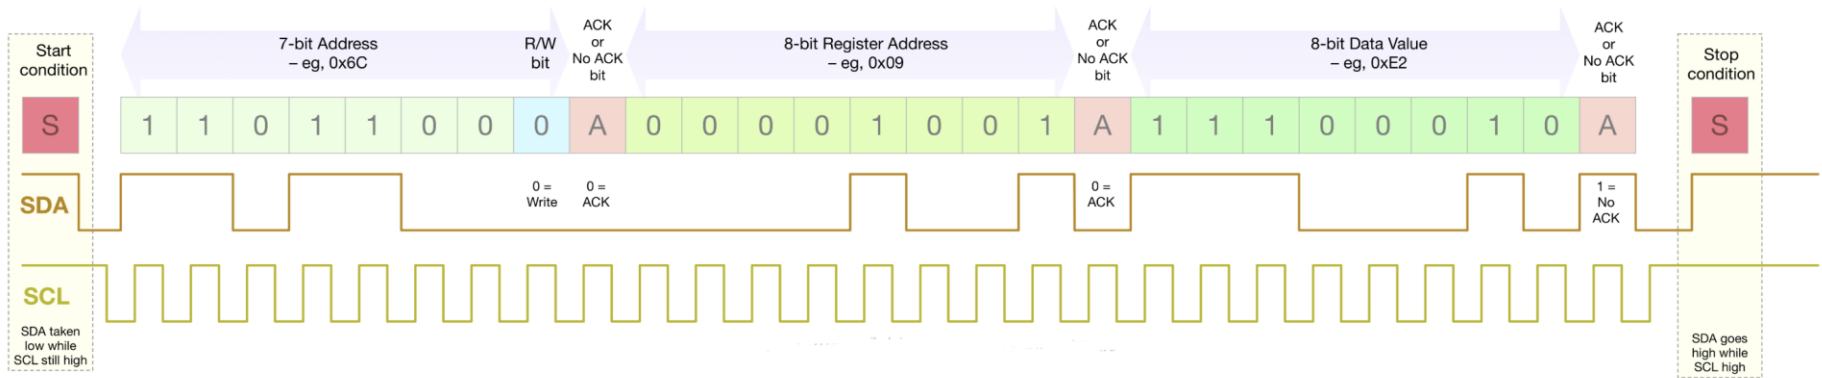 Start
condition
7-bit Address
– eg, 0x6C
R/W
bit
ACK
or
No ACK
bit
8-bit Register Address
– eg, 0x09
ACK
or
No ACK
bit
8-bit Data Value
– eg, 0xE2
ACK
or
No ACK
bit
Stop
condition
S 1 1 0 1 1 0 0 0 A 0 0 0 0 1 0 0 1 A 1 1 1 0 0 0 1 0 A S
SDA
0 =
Write
0 =
ACK
0 =
ACK
1 =
No
ACK
SCL
SDA taken
low while
SCL still high
SDA goes
high while
SCL high